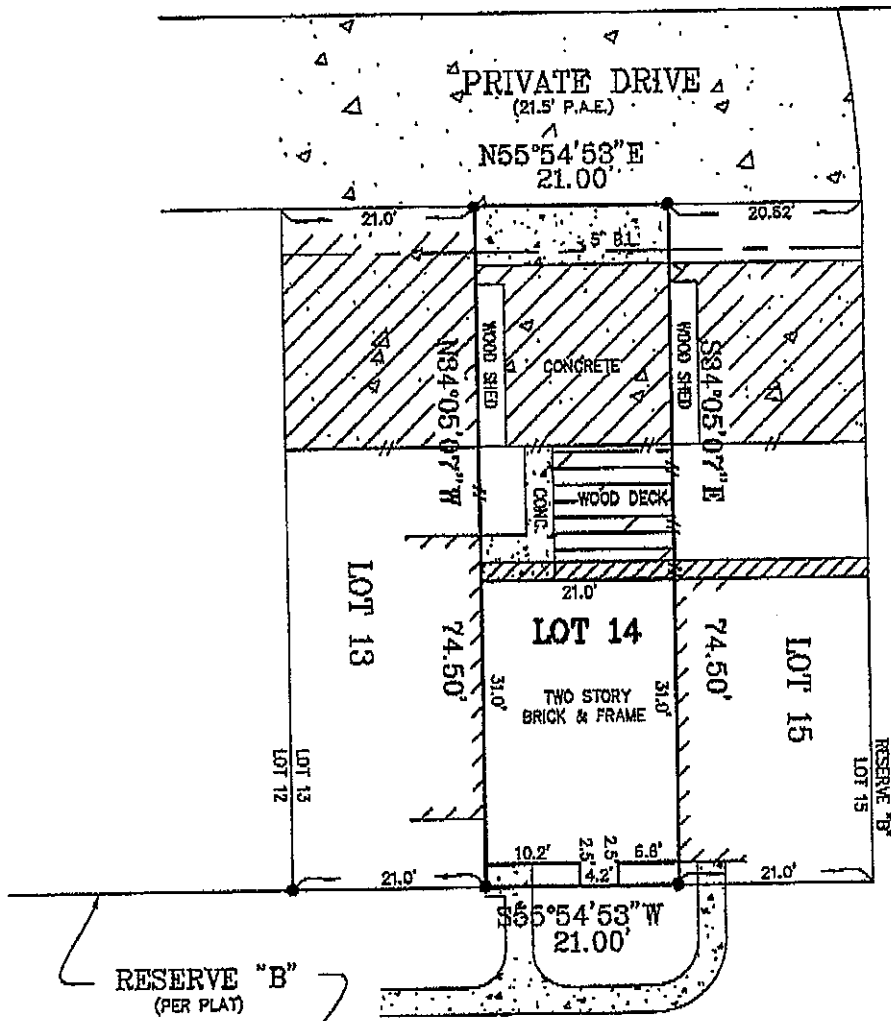 PRIVATE DRIVE
(21.5' P.A.E.)
N55°54'53"E
21.00'
21.0'
20.52'
5' B.L.
WOOD SHED
N34°05'07"W
CONCRETE
WOOD SHED
S34°05'07"E
CONC.
WOOD DECK
21.0'
LOT 13
74.50'
LOT 14
74.50'
LOT 15
31.0'
31.0'
TWO STORY
BRICK & FRAME
LOT 13
LOT 12
RESERVE "B"
LOT 15
10.2'
2.5'
2.5'
6.6'
4.2'
21.0'
21.0'
S55°54'53"W
21.00'
RESERVE "B"
(PER PLAT)